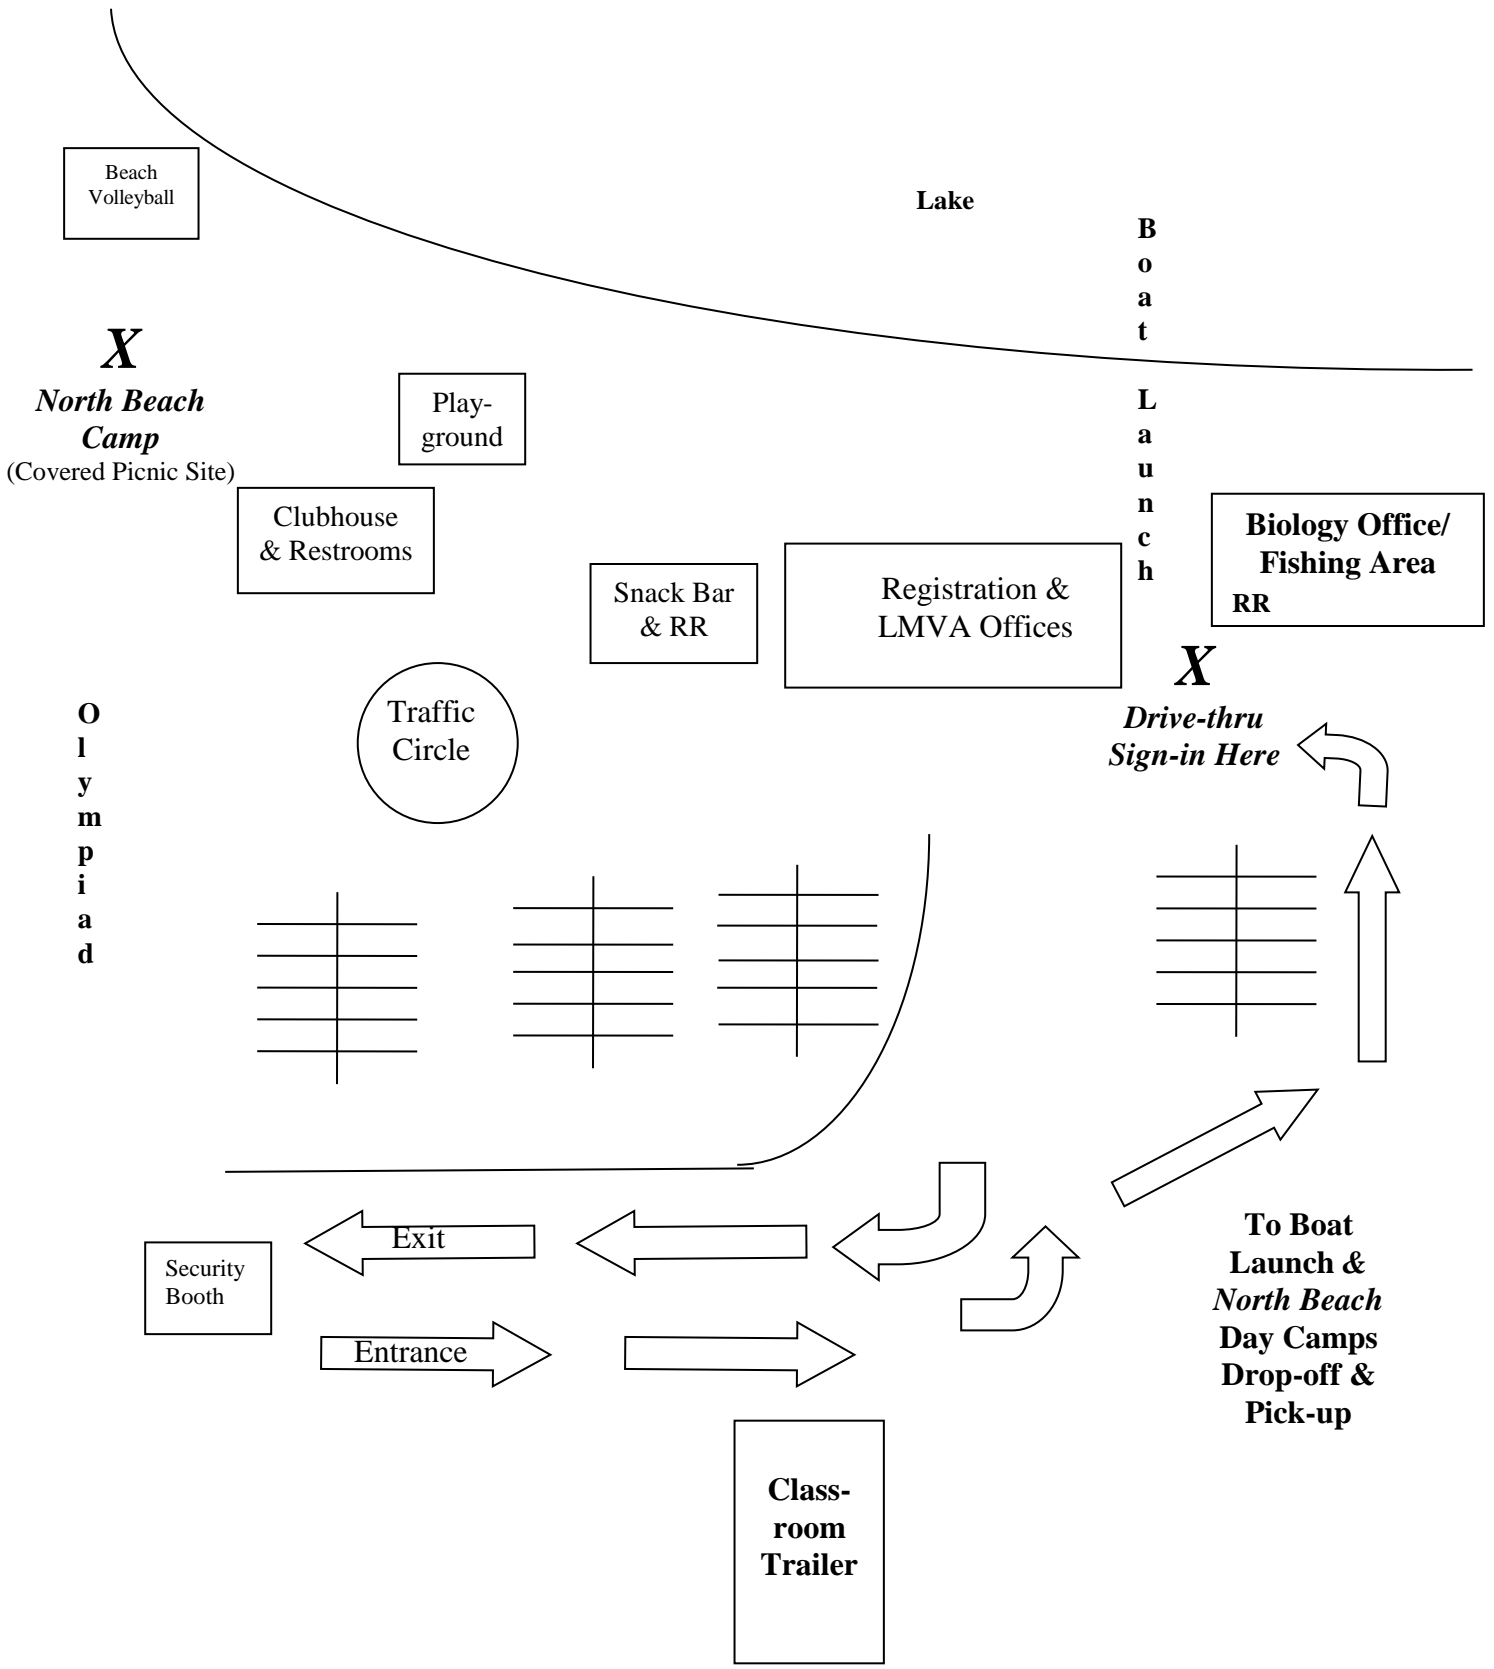 Beach
Volleyball
Lake
Boat
Launch
X
North Beach
Camp
(Covered Picnic Site)
Play-
ground
Clubhouse
& Restrooms
Snack Bar
& RR
Registration &
LMVA Offices
Biology Office/
Fishing Area
RR
X
Drive-thru
Sign-in Here
Traffic
Circle
Olympiad
Exit
Security
Booth
Entrance
To Boat
Launch &
North Beach
Day Camps
Drop-off &
Pick-up
Class-
room
Trailer